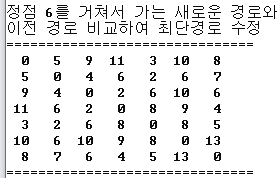 정점 6를 거쳐서 가는 새로운 경로와
이전 경로 비교하여 최단경로 수정
===================================
0 5 9 11 3 10 8
5 0 4 6 2 6 7
9 4 0 2 6 10 6
11 6 2 0 8 9 4
3 2 6 8 0 8 5
10 6 10 9 8 0 13
8 7 6 4 5 13 0
===================================